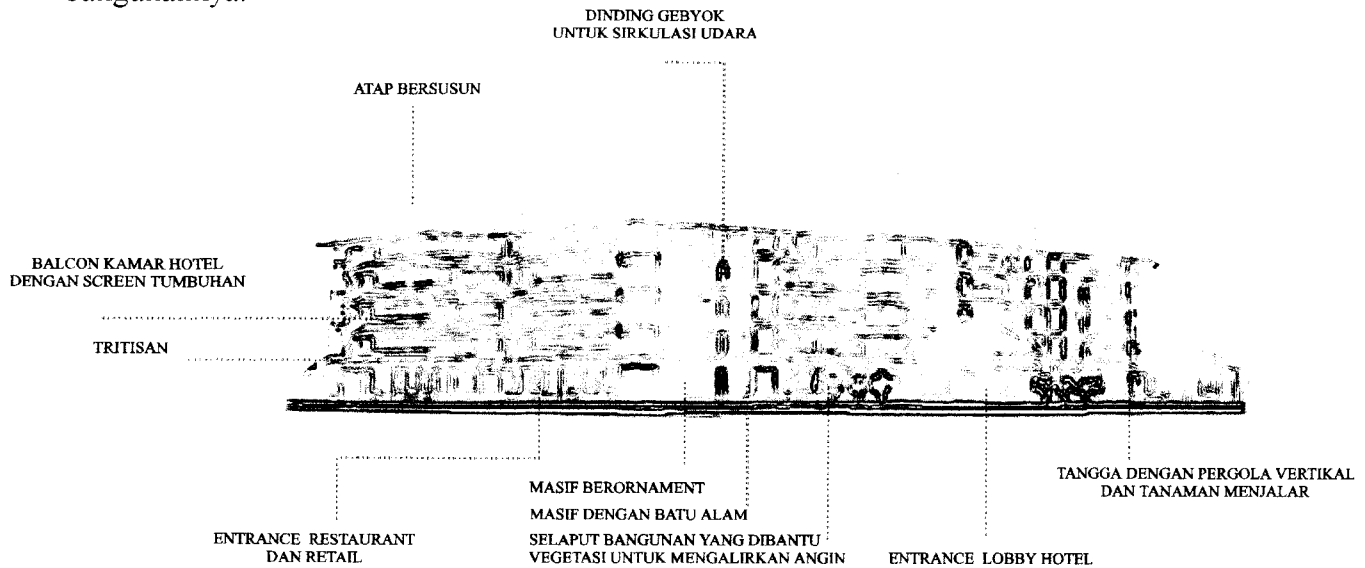 bangunannya.
DINDING GEBYOK
UNTUK SIRKULASI UDARA
ATAP BERSUSUN
BALCON KAMAR HOTEL
DENGAN SCREEN TUMBUHAN
TRITISAN
TANGGA DENGAN PERGOLA VERTIKAL
DAN TANAMAN MENJALAR
MASIF BERORNAMENT
MASIF DENGAN BATU ALAM
ENTRANCE RESTAURANT
DAN RETAIL
SELAPUT BANGUNAN YANG DIBANTU
VEGETASI UNTUK MENGALIRKAN ANGIN
ENTRANCE LOBBY HOTEL